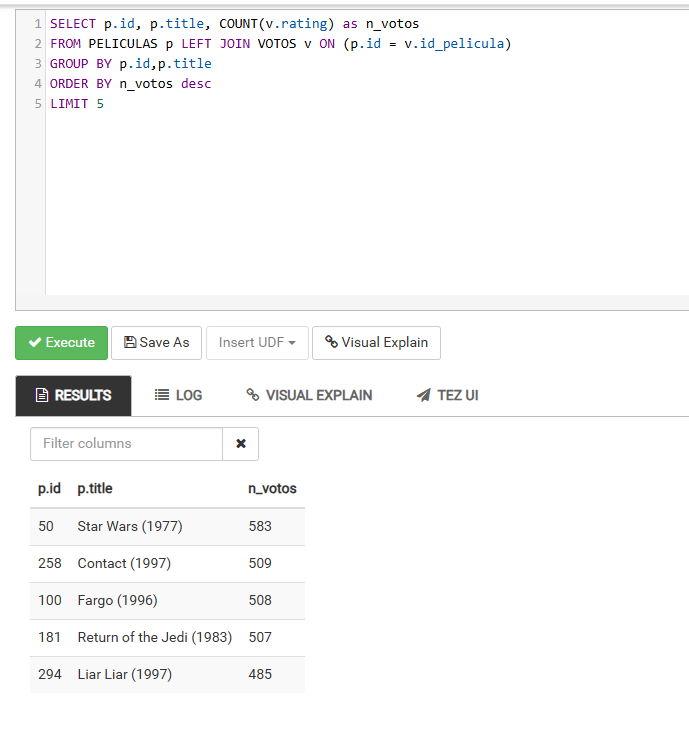 1 SELECT p.id, p.title, COUNT(v.rating) as n_votos
2 FROM PELICULAS p LEFT JOIN VOTOS v ON (p.id = v.id_pelicula)
3 GROUP BY p.id,p.title
4 ORDER BY n_votos desc
5 LIMIT 5
Execute Save As Insert UDF Visual Explain
RESULTS LOG VISUAL EXPLAIN TEZ UI
Filter columns
p.id p.title n_votos
50 Star Wars (1977) 583
258 Contact (1997) 509
100 Fargo (1996) 508
181 Return of the Jedi (1983) 507
294 Liar Liar (1997) 485